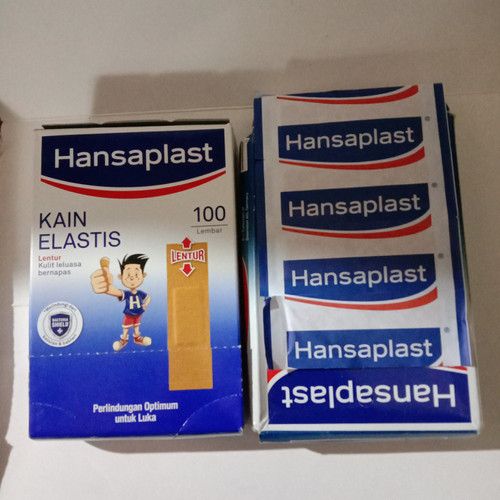 Hansaplast
KAIN
ELASTIS
100
Lembar
Lentur
Kulit leluasa
bernapas
LENTUR
H
BACTERIA
SHIELD
Perlindungan Optimum
untuk Luka
Hansaplast
Hansaplast
Hansaplast
Hansaplast
Hansaplast